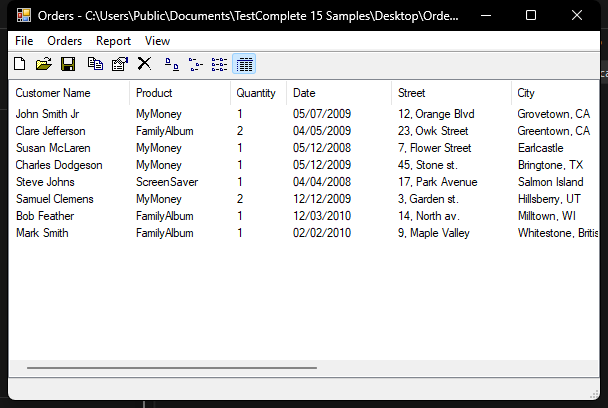 Orders - C:\Users\Public\Documents\TestComplete 15 Samples\Desktop\Orde...
File Orders Report View
Customer Name Product Quantity Date Street City
John Smith Jr MyMoney 1 05/07/2009 12, Orange Blvd Grovetown, CA
Clare Jefferson FamilyAlbum 2 04/05/2009 23, Owk Street Greentown, CA
Susan McLaren MyMoney 1 05/12/2008 7, Flower Street Earlcastle
Charles Dodgeson MyMoney 1 05/12/2009 45, Stone st. Bringtone, TX
Steve Johns ScreenSaver 1 04/04/2008 17, Park Avenue Salmon Island
Samuel Clemens MyMoney 2 12/12/2009 3, Garden st. Hillsberry, UT
Bob Feather FamilyAlbum 1 12/03/2010 14, North av. Milltown, WI
Mark Smith FamilyAlbum 1 02/02/2010 9, Maple Valley Whitestone, Britis